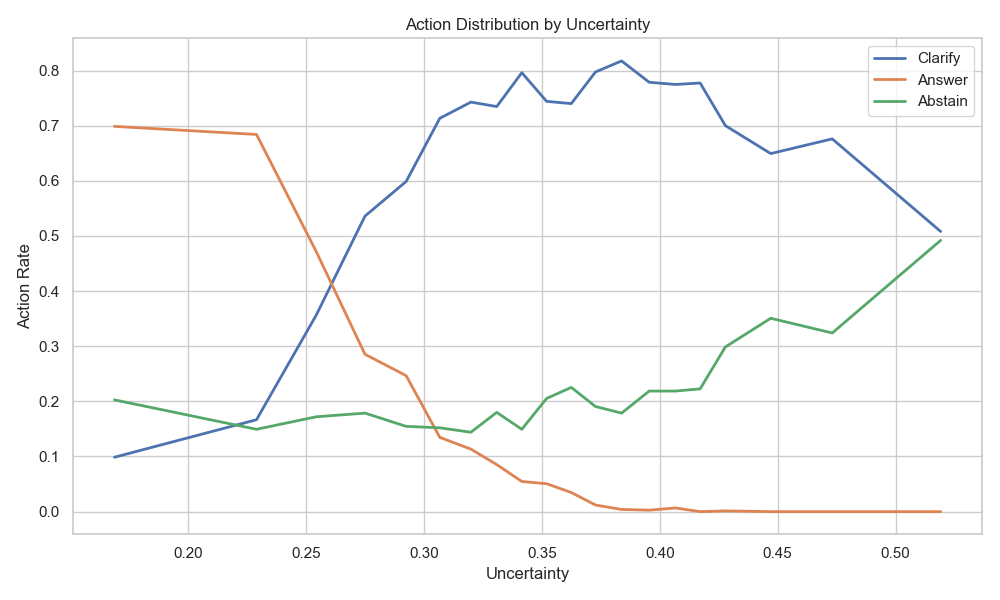 Action Distribution by Uncertainty
Clarify
Answer
Abstain
Action Rate
0.8
0.7
0.6
0.5
0.4
0.3
0.2
0.1
0.0
0.20 0.25 0.30 0.35 0.40 0.45 0.50
Uncertainty